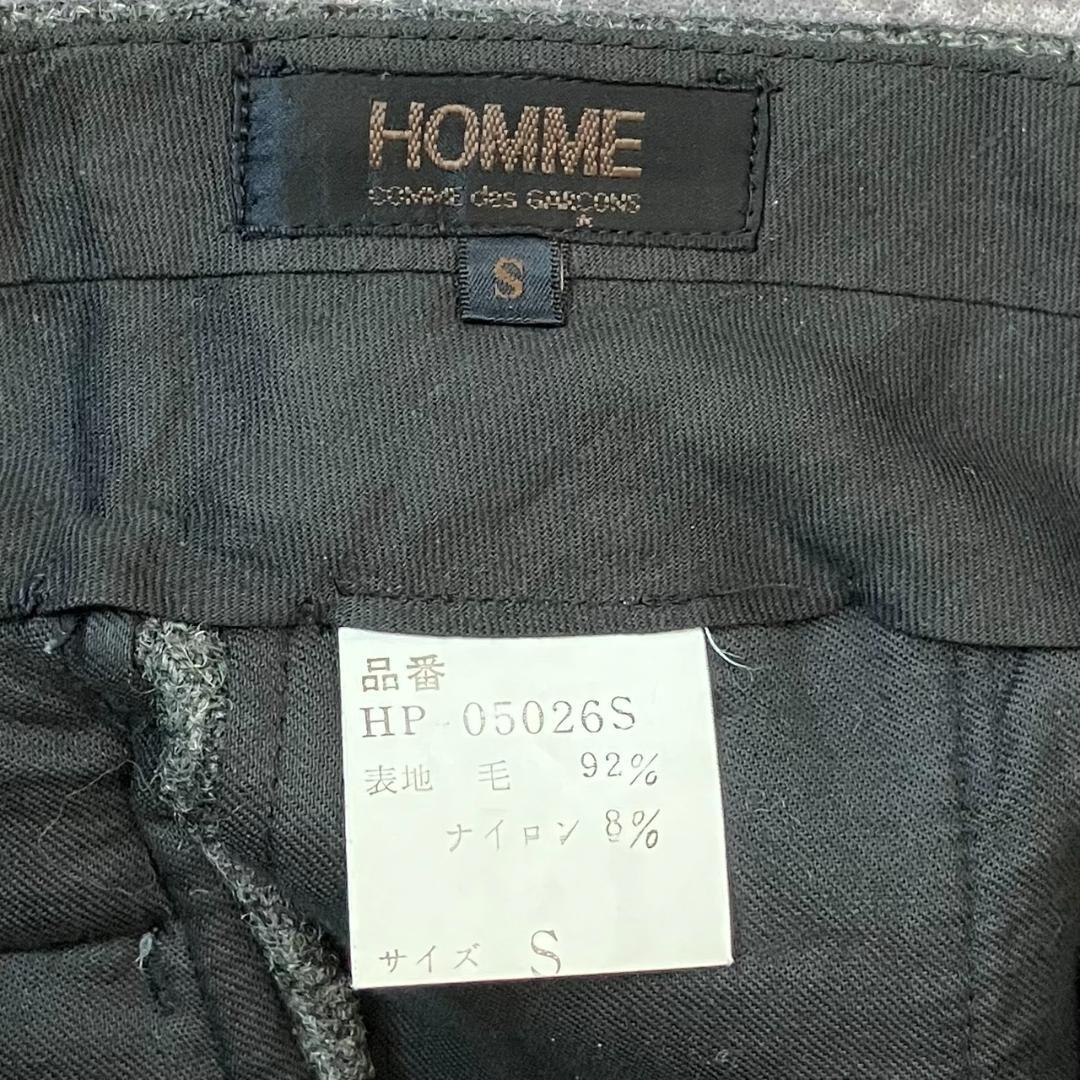 HOMME
COMME des GARÇONS
S
品番
HP-05026S
表地 毛 92%
ナイロン 8%
サイズ S